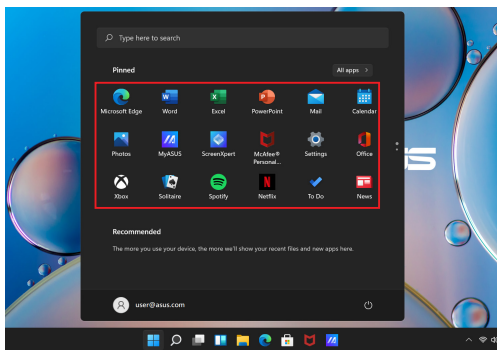 Type here to search
Pinned
All apps >
Microsoft Edge Word Excel PowerPoint Mail Calendar
Photos MyASUS ScreenXpert McAfee® Personal... Settings Office
Xbox Solitaire Spotify Netflix To Do News
Recommended
The more you use your device, the more we'll show your recent files and new apps here.
user@asus.com